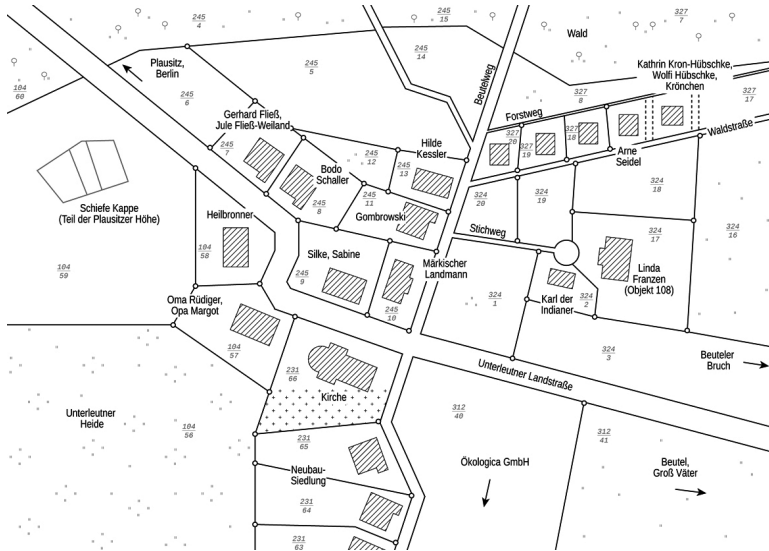 245
4
245
15
327
7
Wald
Plausitz,
Berlin
104
60
245
6
245
5
245
14
Beutelweg
Kathrin Kron-Hübschke,
Wolfi Hübschke,
Krönchen
327
8
327
17
Gerhard Fließ,
Jule Fließ-Weiland
Forstweg
Waldstraße
327
20
327
19
327
18
245
7
245
12
245
13
Hilde
Kessler
Arne
Seidel
Bodo
Schaller
245
11
245
8
324
20
324
19
324
18
Schiefe Kappe
(Teil der Plausitzer Höhe)
Heilbronner
Gombrowski
Stichweg
324
17
324
16
104
58
104
59
Silke, Sabine
245
9
Märkischer
Landmann
Linda
Franzen
(Objekt 108)
Oma Rüdiger,
Opa Margot
245
10
324
1
Karl der
Indianer
324
2
104
57
324
3
Beuteler
Bruch
231
66
Unterleutner Landstraße
Kirche
Unterleutner
Heide
104
56
312
40
312
41
231
65
Neubau-
Siedlung
Ökologica GmbH
Beutel,
Groß Väter
231
64
231
63